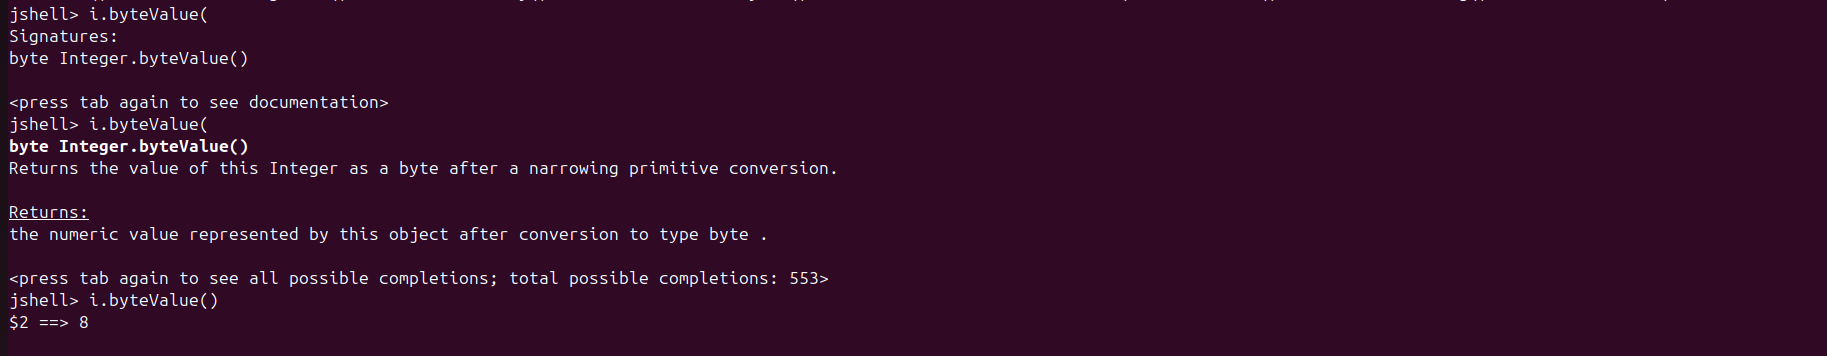 jshell> i.byteValue(
Signatures:
byte Integer.byteValue()
<press tab again to see documentation>
jshell> i.byteValue(
byte Integer.byteValue()
Returns the value of this Integer as a byte after a narrowing primitive conversion.
Returns:
the numeric value represented by this object after conversion to type byte .
<press tab again to see all possible completions; total possible completions: 553>
jshell> i.byteValue()
$2 ==> 8